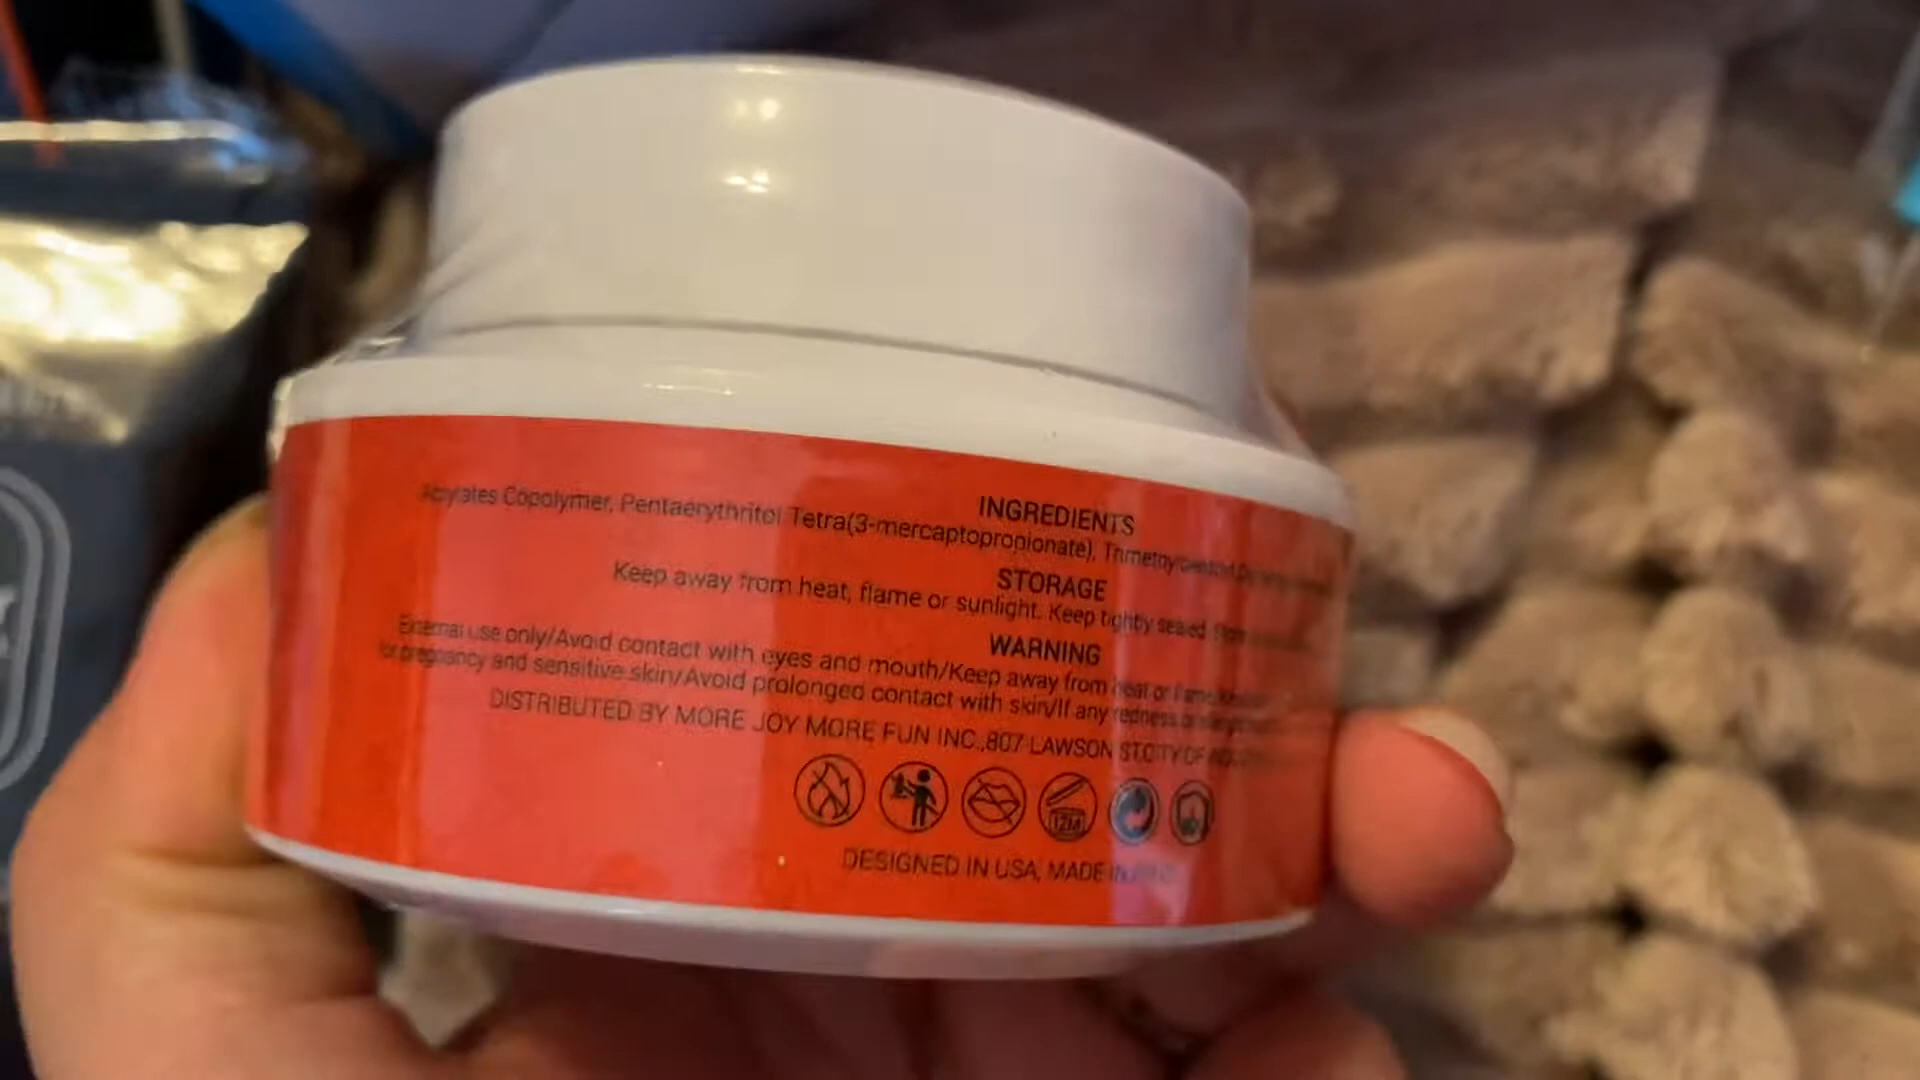 INGREDIENTS
Acrylates Copolymer, Pentaerythritol Tetra(3-mercaptopropionate),
STORAGE
Keep away from heat, flame or sunlight. Keep tightly sealed.
WARNING
External use only/Avoid contact with eyes and mouth/Keep away from heat or flame
for pregnancy and sensitive skin/Avoid prolonged contact with skin/If any redness or
DISTRIBUTED BY MORE JOY MORE FUN INC.,807 LAWSON ST,CITY OF
12M
DESIGNED IN USA, MADE IN